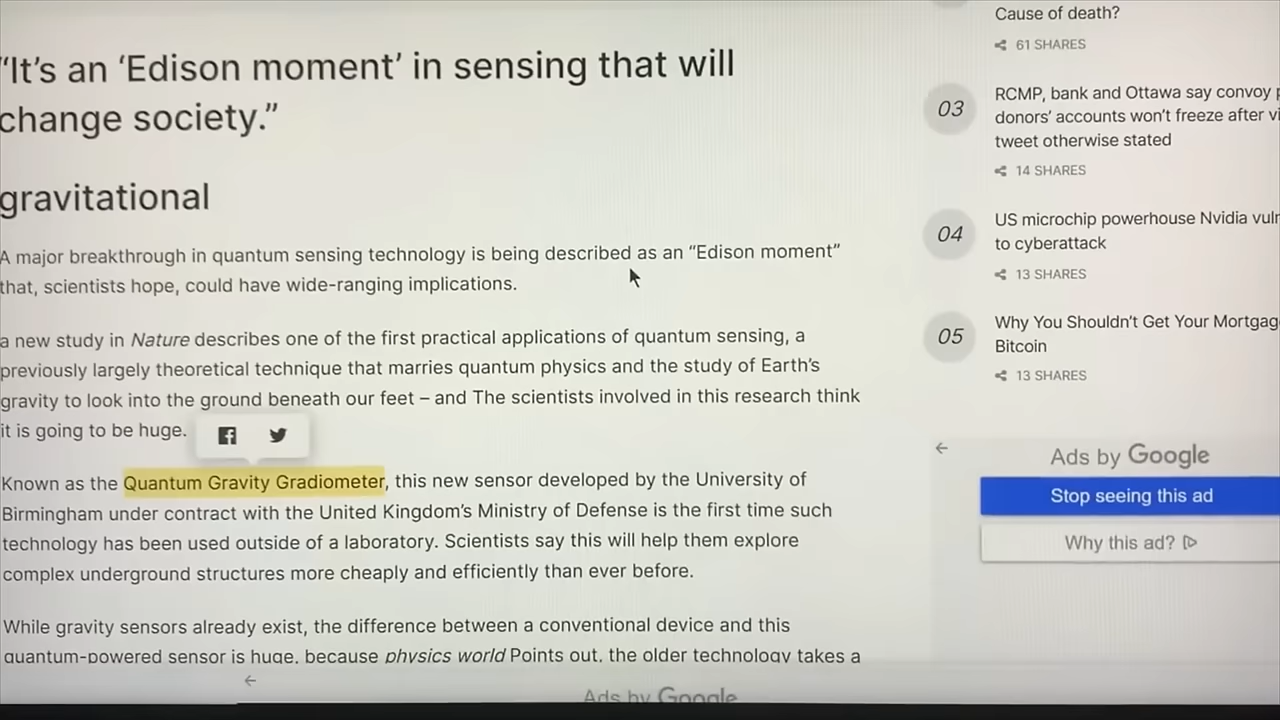 “It’s an ‘Edison moment’ in sensing that will
change society.”
gravitational
A major breakthrough in quantum sensing technology is being described as an “Edison moment”
that, scientists hope, could have wide-ranging implications.
a new study in Nature describes one of the first practical applications of quantum sensing, a
previously largely theoretical technique that marries quantum physics and the study of Earth’s
gravity to look into the ground beneath our feet – and The scientists involved in this research think
it is going to be huge.
Known as the Quantum Gravity Gradiometer, this new sensor developed by the University of
Birmingham under contract with the United Kingdom’s Ministry of Defense is the first time such
technology has been used outside of a laboratory. Scientists say this will help them explore
complex underground structures more cheaply and efficiently than ever before.
While gravity sensors already exist, the difference between a conventional device and this
quantum-powered sensor is huge, because physics world Points out, the older technology takes a
Ads by Google
Cause of death?
61 SHARES
03
RCMP, bank and Ottawa say convoy
donors’ accounts won’t freeze after
tweet otherwise stated
14 SHARES
04
US microchip powerhouse Nvidia
to cyberattack
13 SHARES
05
Why You Shouldn’t Get Your
Bitcoin
13 SHARES
Ads by Google
Stop seeing this ad
Why this ad?